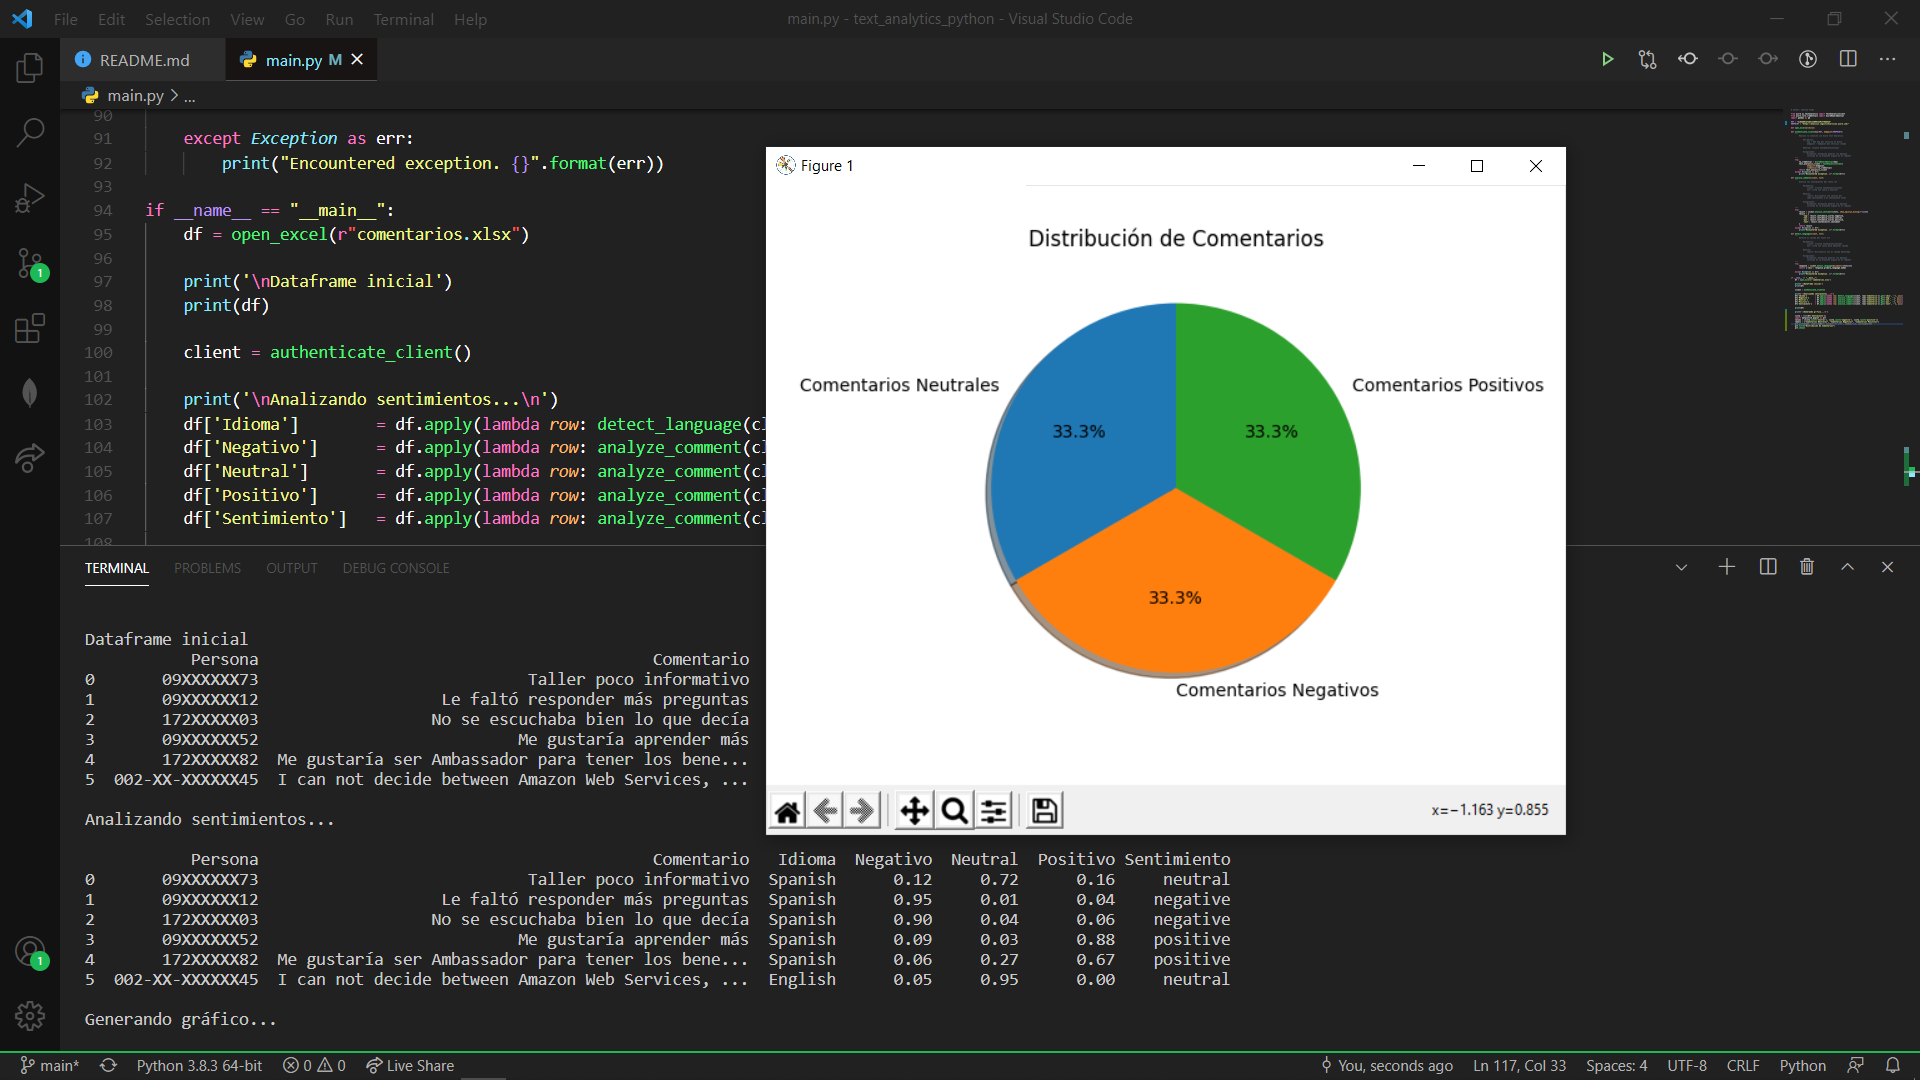 File Edit Selection View Go Run Terminal Help
main.py - text_analytics_python - Visual Studio Code
README.md
main.py M
main.py > ...
90
91 except Exception as err:
92 print("Encountered exception. {}".format(err))
93
94 if __name__ == "__main__":
95 df = open_excel(r"comentarios.xlsx")
96
97 print('\nDataframe inicial')
98 print(df)
99
100 client = authenticate_client()
101
102 print('\nAnalizando sentimientos...\n')
103 df['Idioma'] = df.apply(lambda row: detect_language(cl
104 df['Negativo'] = df.apply(lambda row: analyze_comment(cl
105 df['Neutral'] = df.apply(lambda row: analyze_comment(cl
106 df['Positivo'] = df.apply(lambda row: analyze_comment(cl
107 df['Sentimiento'] = df.apply(lambda row: analyze_comment(cl
108
Figure 1
Distribución de Comentarios
Comentarios Neutrales
Comentarios Positivos
33.3%
33.3%
33.3%
Comentarios Negativos
x=−1.163 y=0.855
TERMINAL PROBLEMS OUTPUT DEBUG CONSOLE
Dataframe inicial
Persona Comentario
0 09XXXXXX73 Taller poco informativo
1 09XXXXXX12 Le faltó responder más preguntas
2 172XXXXX03 No se escuchaba bien lo que decía
3 09XXXXXX52 Me gustaría aprender más
4 172XXXXX82 Me gustaría ser Ambassador para tener los bene...
5 002-XX-XXXXXX45 I can not decide between Amazon Web Services, ...
Analizando sentimientos...
Persona Comentario Idioma Negativo Neutral Positivo Sentimiento
0 09XXXXXX73 Taller poco informativo Spanish 0.12 0.72 0.16 neutral
1 09XXXXXX12 Le faltó responder más preguntas Spanish 0.95 0.01 0.04 negative
2 172XXXXX03 No se escuchaba bien lo que decía Spanish 0.90 0.04 0.06 negative
3 09XXXXXX52 Me gustaría aprender más Spanish 0.09 0.03 0.88 positive
4 172XXXXX82 Me gustaría ser Ambassador para tener los bene... Spanish 0.06 0.27 0.67 positive
5 002-XX-XXXXXX45 I can not decide between Amazon Web Services, ... English 0.05 0.95 0.00 neutral
Generando gráfico...
1
1
main* Python 3.8.3 64-bit 0 0 Live Share
You, seconds ago Ln 117, Col 33 Spaces: 4 UTF-8 CRLF Python